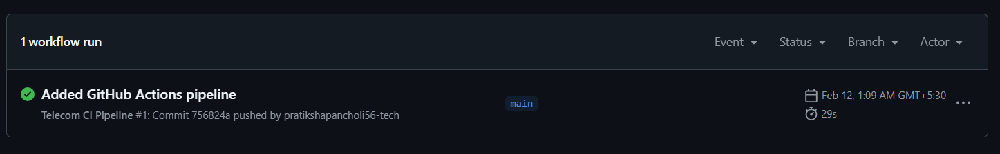 1 workflow run
Event
Status
Branch
Actor
Added GitHub Actions pipeline
Telecom CI Pipeline #1: Commit 756824a pushed by pratikshapancholi56-tech
main
Feb 12, 1:09 AM GMT+5:30
29s